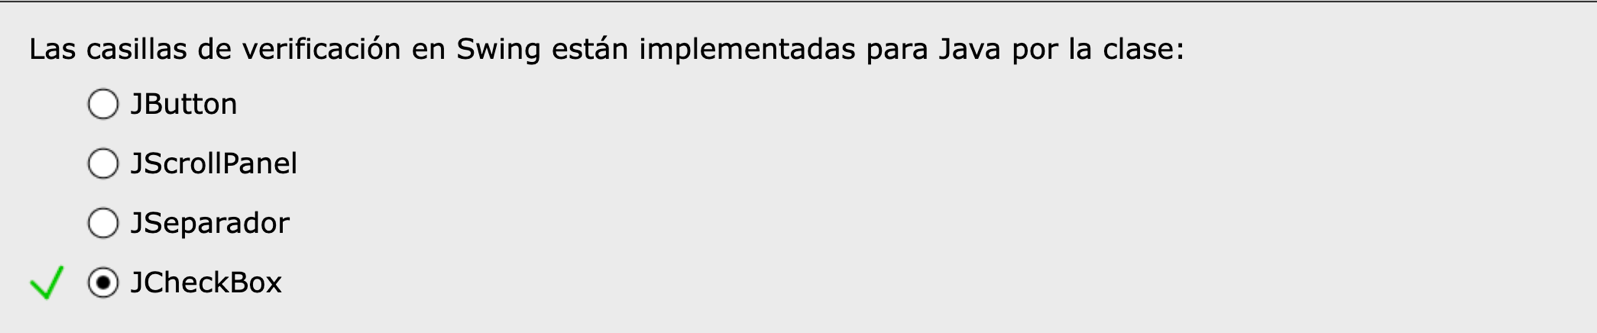 Las casillas de verificación en Swing están implementadas para Java por la clase:
JButton
JScrollPanel
JSeparador
JCheckBox